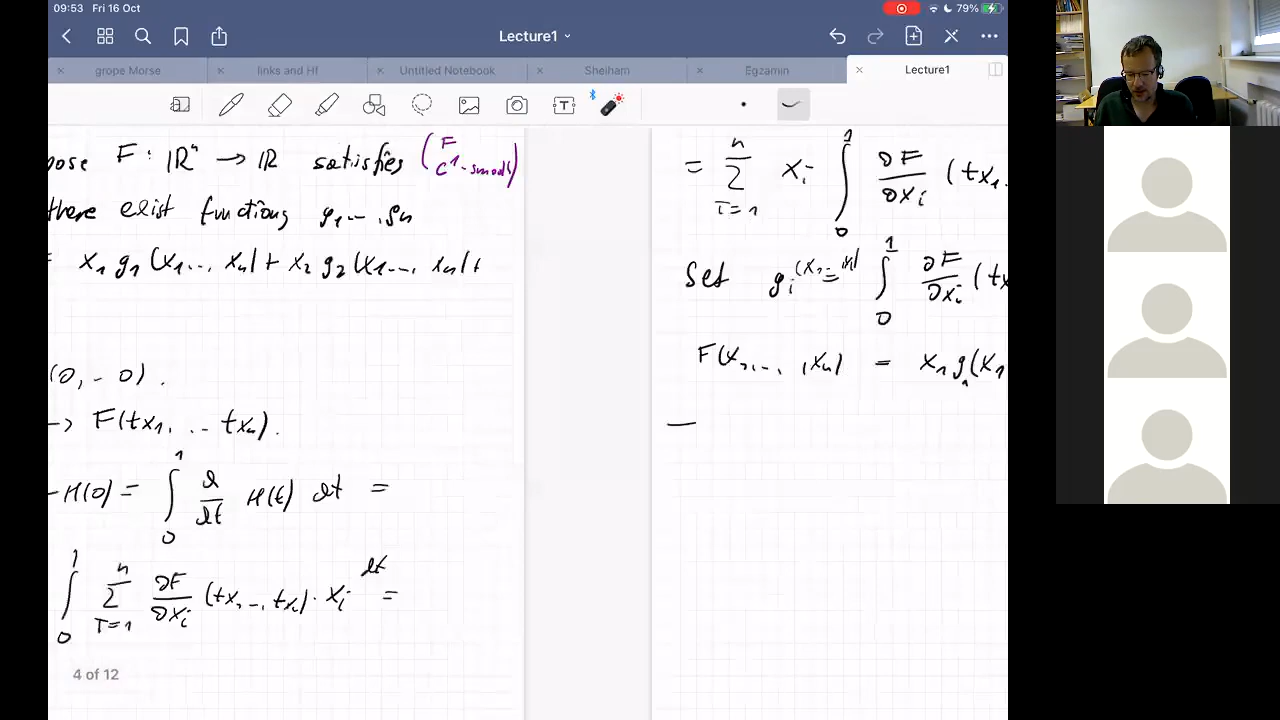 09:53 Fri 16 Oct
79%
Lecture1
grope Morse
links and Hf
Untitled Notebook
Sheiham
Egzamin
Lecture1
pose F : ℝⁿ → ℝ satisfies (F C¹-smooth)
there exist functions g₁ ... gₙ
= x₁ g₁(x₁... xₙ) + x₂ g₂(x₁... xₙ) +
(0, - 0).
→ F(tx₁, .. txₙ).
-H(0) = ∫₀¹ d/dt H(t) dt =
∫₀¹ Σᵢ₌₁ⁿ ∂F/∂xᵢ (tx₁ -, txₙ) · xᵢ dt =
4 of 12
= Σᵢ₌₁ⁿ xᵢ ∫₀¹ ∂F/∂xᵢ (tx₁..
Set gᵢ(x₁ - xₙ) = ∫₀¹ ∂F/∂xᵢ (tx
F(x₁, ... , xₙ) = x₁ g₁(x₁
—